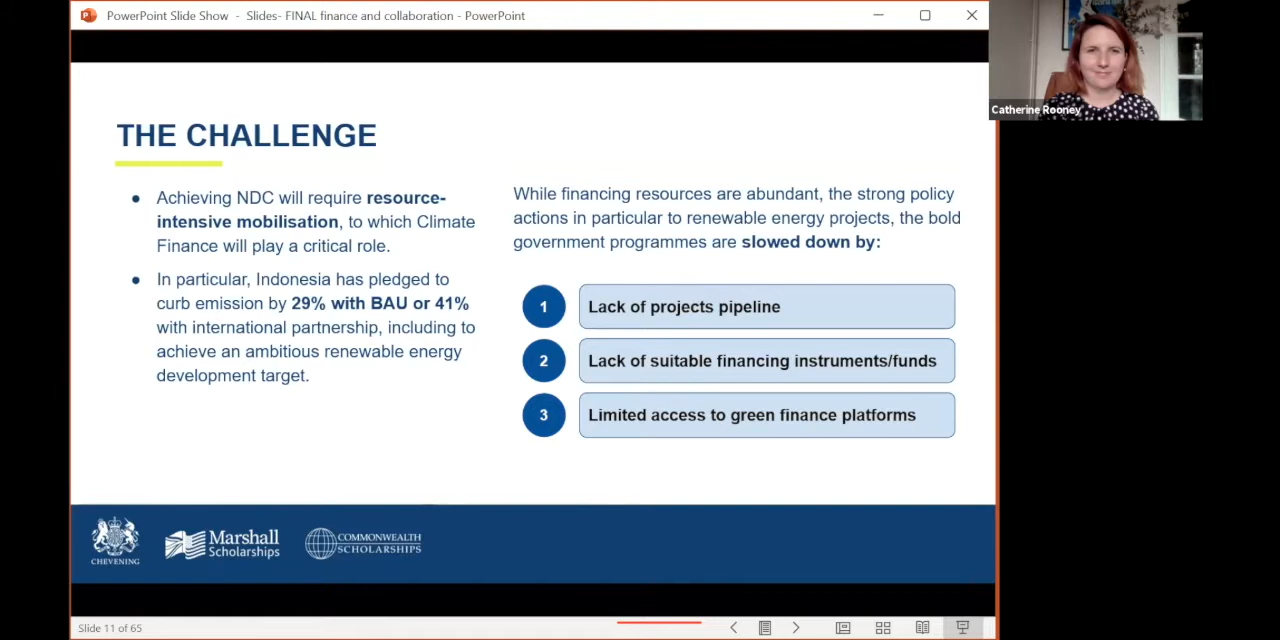 PowerPoint Slide Show - Slides- FINAL finance and collaboration - PowerPoint
Catherine Rooney
THE CHALLENGE
● Achieving NDC will require resource-
intensive mobilisation, to which Climate
Finance will play a critical role.
● In particular, Indonesia has pledged to
curb emission by 29% with BAU or 41%
with international partnership, including to
achieve an ambitious renewable energy
development target.
While financing resources are abundant, the strong policy
actions in particular to renewable energy projects, the bold
government programmes are slowed down by:
1 Lack of projects pipeline
2 Lack of suitable financing instruments/funds
3 Limited access to green finance platforms
CHEVENING
Marshall
Scholarships
COMMONWEALTH
SCHOLARSHIPS
Slide 11 of 65